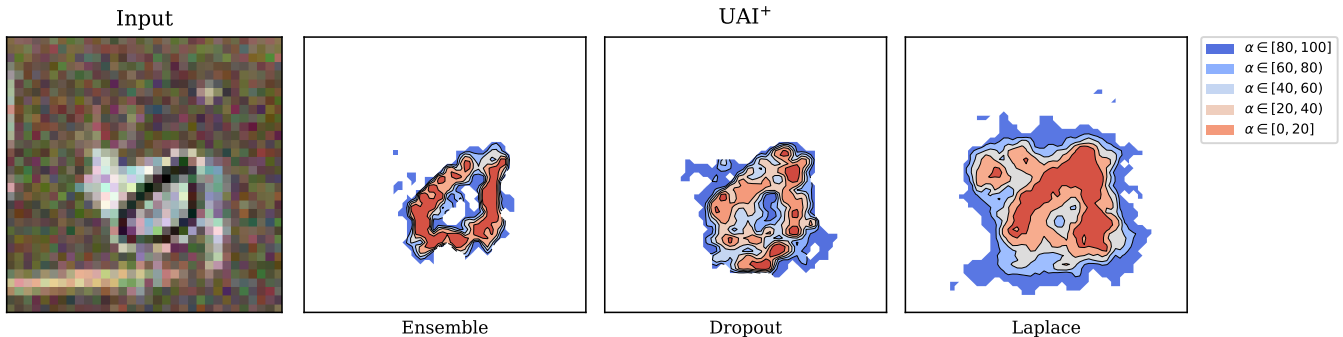 Input
UAI⁺
α ∈ [80, 100]
α ∈ [60, 80)
α ∈ [40, 60)
α ∈ [20, 40)
α ∈ [0, 20]
Ensemble
Dropout
Laplace